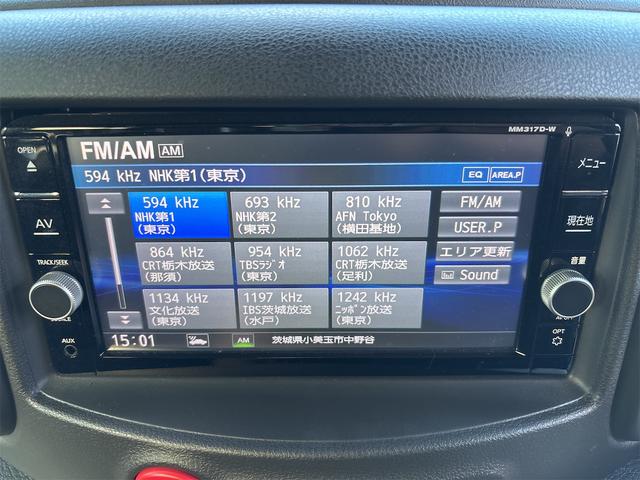 MM317D-W
OPEN
メニュー
FM/AM AM
594 kHz NHK第1(東京)
EQ AREA.P
594 kHz
NHK第1
(東京)
693 kHz
NHK第2
(東京)
810 kHz
AFN Tokyo
(横田基地)
FM/AM
USER.P
AV
現在地
864 kHz
CRT栃木放送
(那須)
954 kHz
TBSラジオ
(東京)
1062 kHz
CRT栃木放送
(足利)
エリア更新
Sound
TRACK/SEEK
音量
1134 kHz
文化放送
(東京)
1197 kHz
IBS茨城放送
(水戸)
1242 kHz
ニッポン放送
(東京)
AUX
OPT
15:01
AM
茨城県小美玉市中野谷